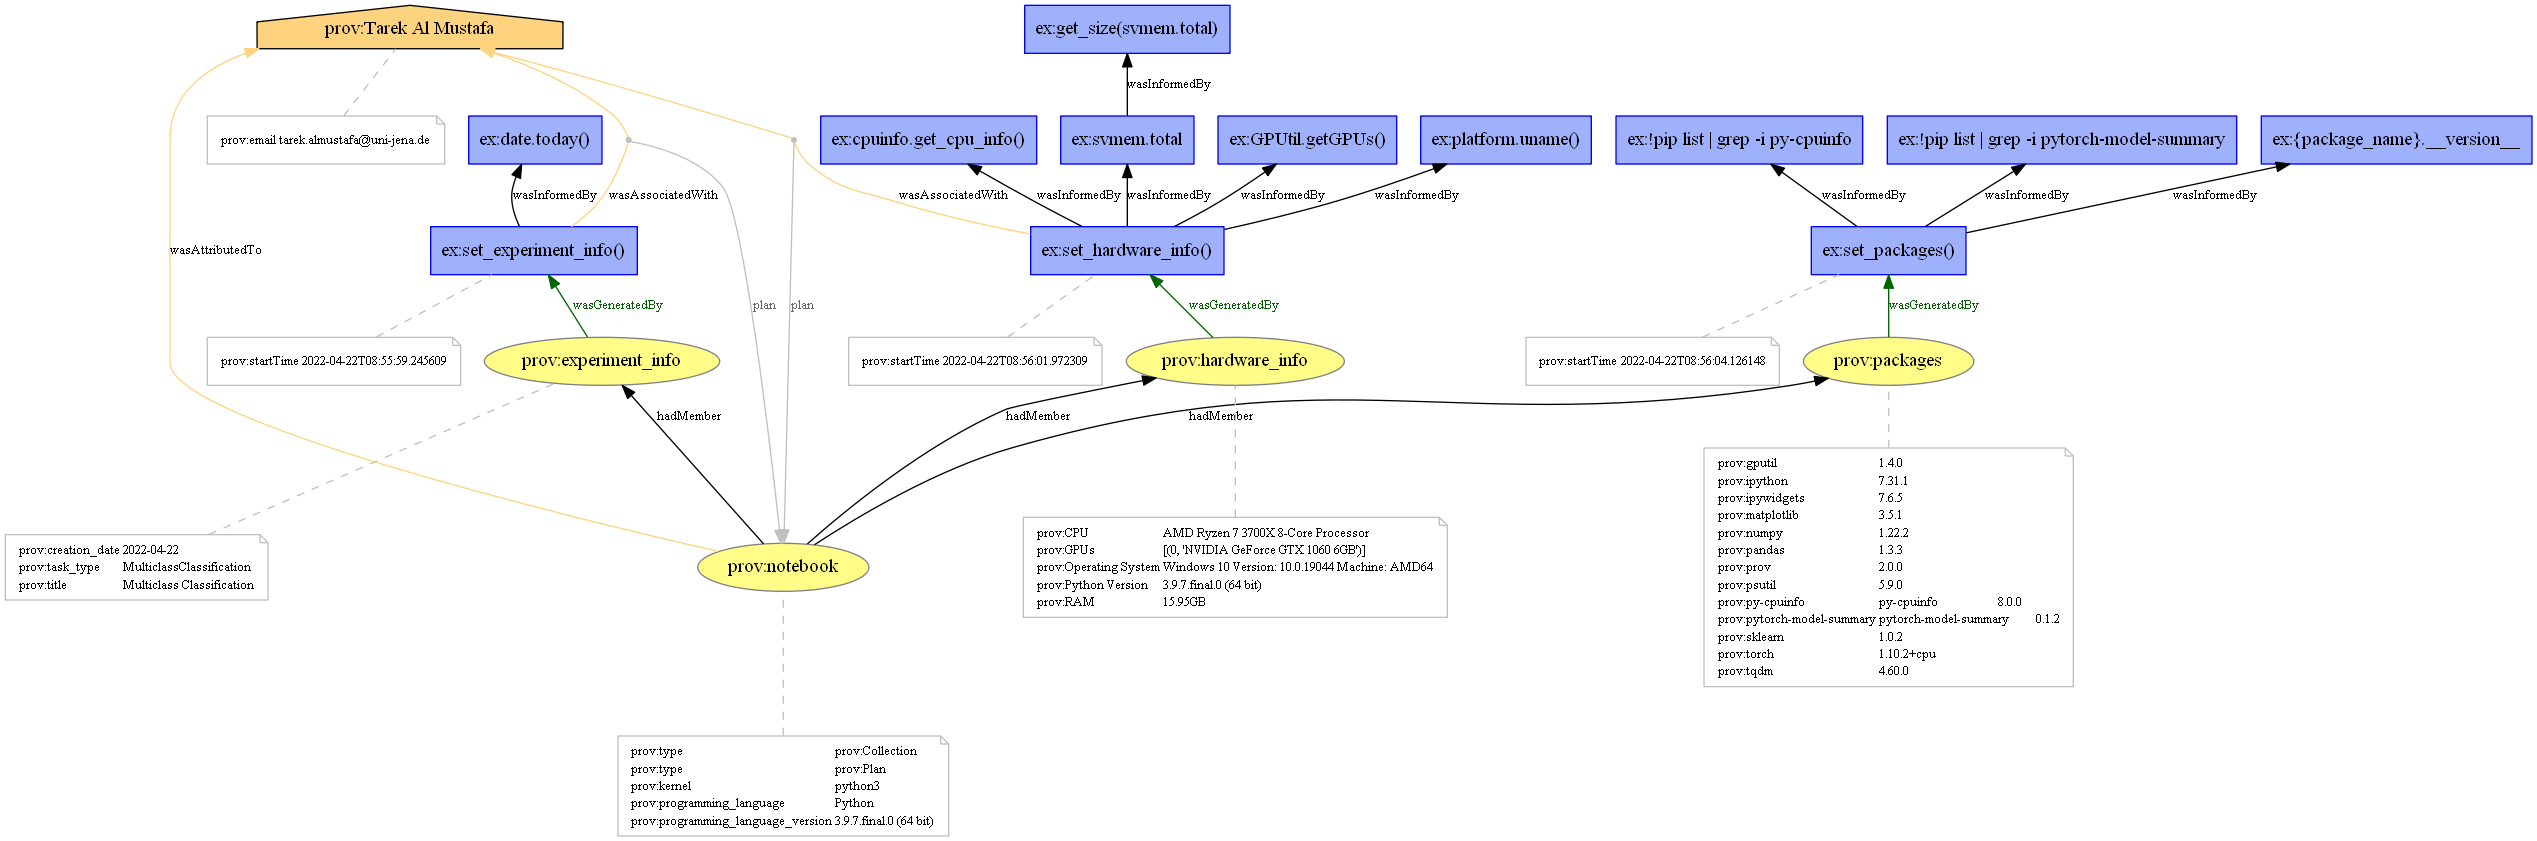 prov:Tarek Al Mustafa
ex:get_size(svmem.total)
wasInformedBy
prov:email tarek.almustafa@uni-jena.de
ex:date.today()
ex:cpuinfo.get_cpu_info()
ex:svmem.total
ex:GPUtil.getGPUs()
ex:platform.uname()
ex:!pip list | grep -i py-cpuinfo
ex:!pip list | grep -i pytorch-model-summary
ex:{package_name}.__version__
wasInformedBy
wasAssociatedWith
wasAssociatedWith
wasInformedBy
wasInformedBy
wasInformedBy
wasInformedBy
wasInformedBy
wasInformedBy
wasInformedBy
wasAttributedTo
ex:set_experiment_info()
ex:set_hardware_info()
ex:set_packages()
wasGeneratedBy
plan
plan
wasGeneratedBy
wasGeneratedBy
prov:startTime 2022-04-22T08:55:59.245609
prov:experiment_info
prov:startTime 2022-04-22T08:56:01.972309
prov:hardware_info
prov:startTime 2022-04-22T08:56:04.126148
prov:packages
hadMember
hadMember
hadMember
prov:creation_date 2022-04-22
prov:task_type MulticlassClassification
prov:title Multiclass Classification
prov:notebook
prov:CPU AMD Ryzen 7 3700X 8-Core Processor
prov:GPUs [(0, 'NVIDIA GeForce GTX 1060 6GB')]
prov:Operating System Windows 10 Version: 10.0.19044 Machine: AMD64
prov:Python Version 3.9.7.final.0 (64 bit)
prov:RAM 15.95GB
prov:gputil 1.4.0
prov:ipython 7.31.1
prov:ipywidgets 7.6.5
prov:matplotlib 3.5.1
prov:numpy 1.22.2
prov:pandas 1.3.3
prov:prov 2.0.0
prov:psutil 5.9.0
prov:py-cpuinfo py-cpuinfo 8.0.0
prov:pytorch-model-summary pytorch-model-summary 0.1.2
prov:sklearn 1.0.2
prov:torch 1.10.2+cpu
prov:tqdm 4.60.0
prov:type prov:Collection
prov:type prov:Plan
prov:kernel python3
prov:programming_language Python
prov:programming_language_version 3.9.7.final.0 (64 bit)